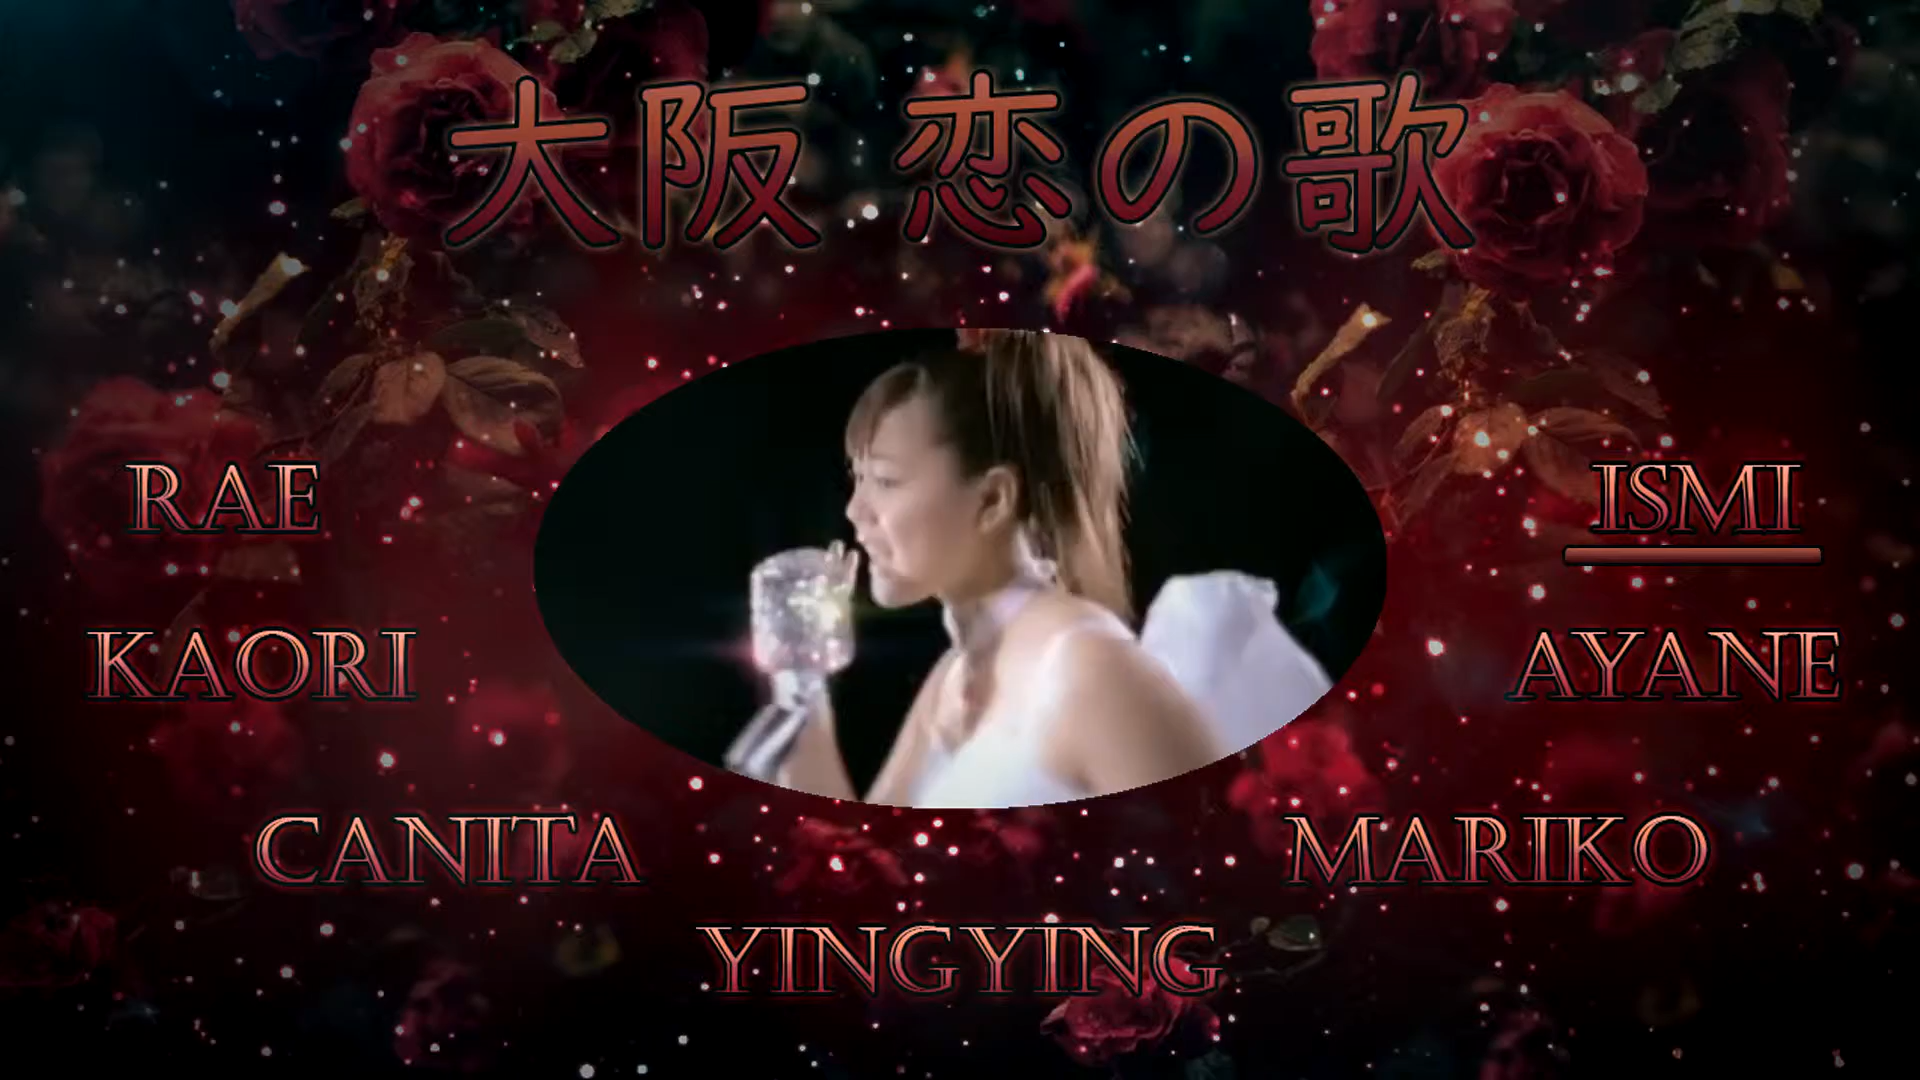 大阪 恋の歌
RAE
ISMI
KAORI
AYANE
CANITA
MARIKO
YINGYING